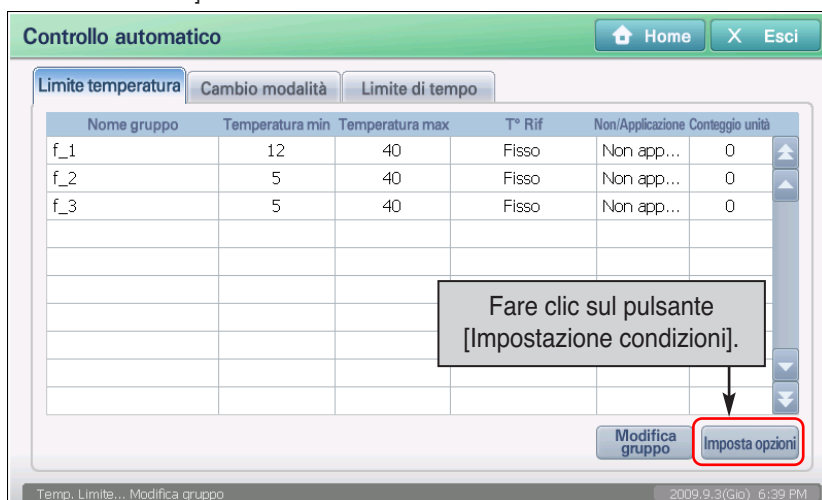 ]
Controllo automatico
Home
X Esci
Limite temperatura
Cambio modalità
Limite di tempo
Nome gruppo Temperatura min Temperatura max T° Rif Non/Applicazione Conteggio unità
f_1 12 40 Fisso Non app... 0
f_2 5 40 Fisso Non app... 0
f_3 5 40 Fisso Non app... 0
Fare clic sul pulsante
[Impostazione condizioni].
Modifica
gruppo
Imposta opzioni
Temp. Limite... Modifica gruppo
2009.9.3(Gio) 6:39 PM